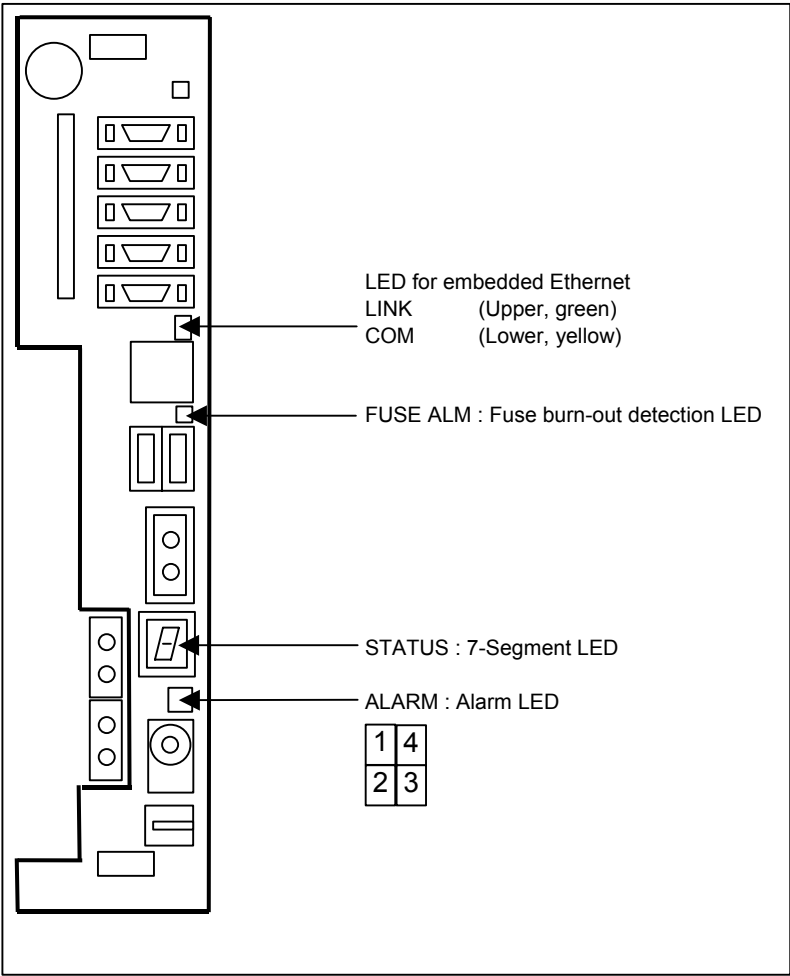 LED for embedded Ethernet
LINK (Upper, green)
COM (Lower, yellow)
FUSE ALM : Fuse burn-out detection LED
STATUS : 7-Segment LED
ALARM : Alarm LED
1 4
2 3